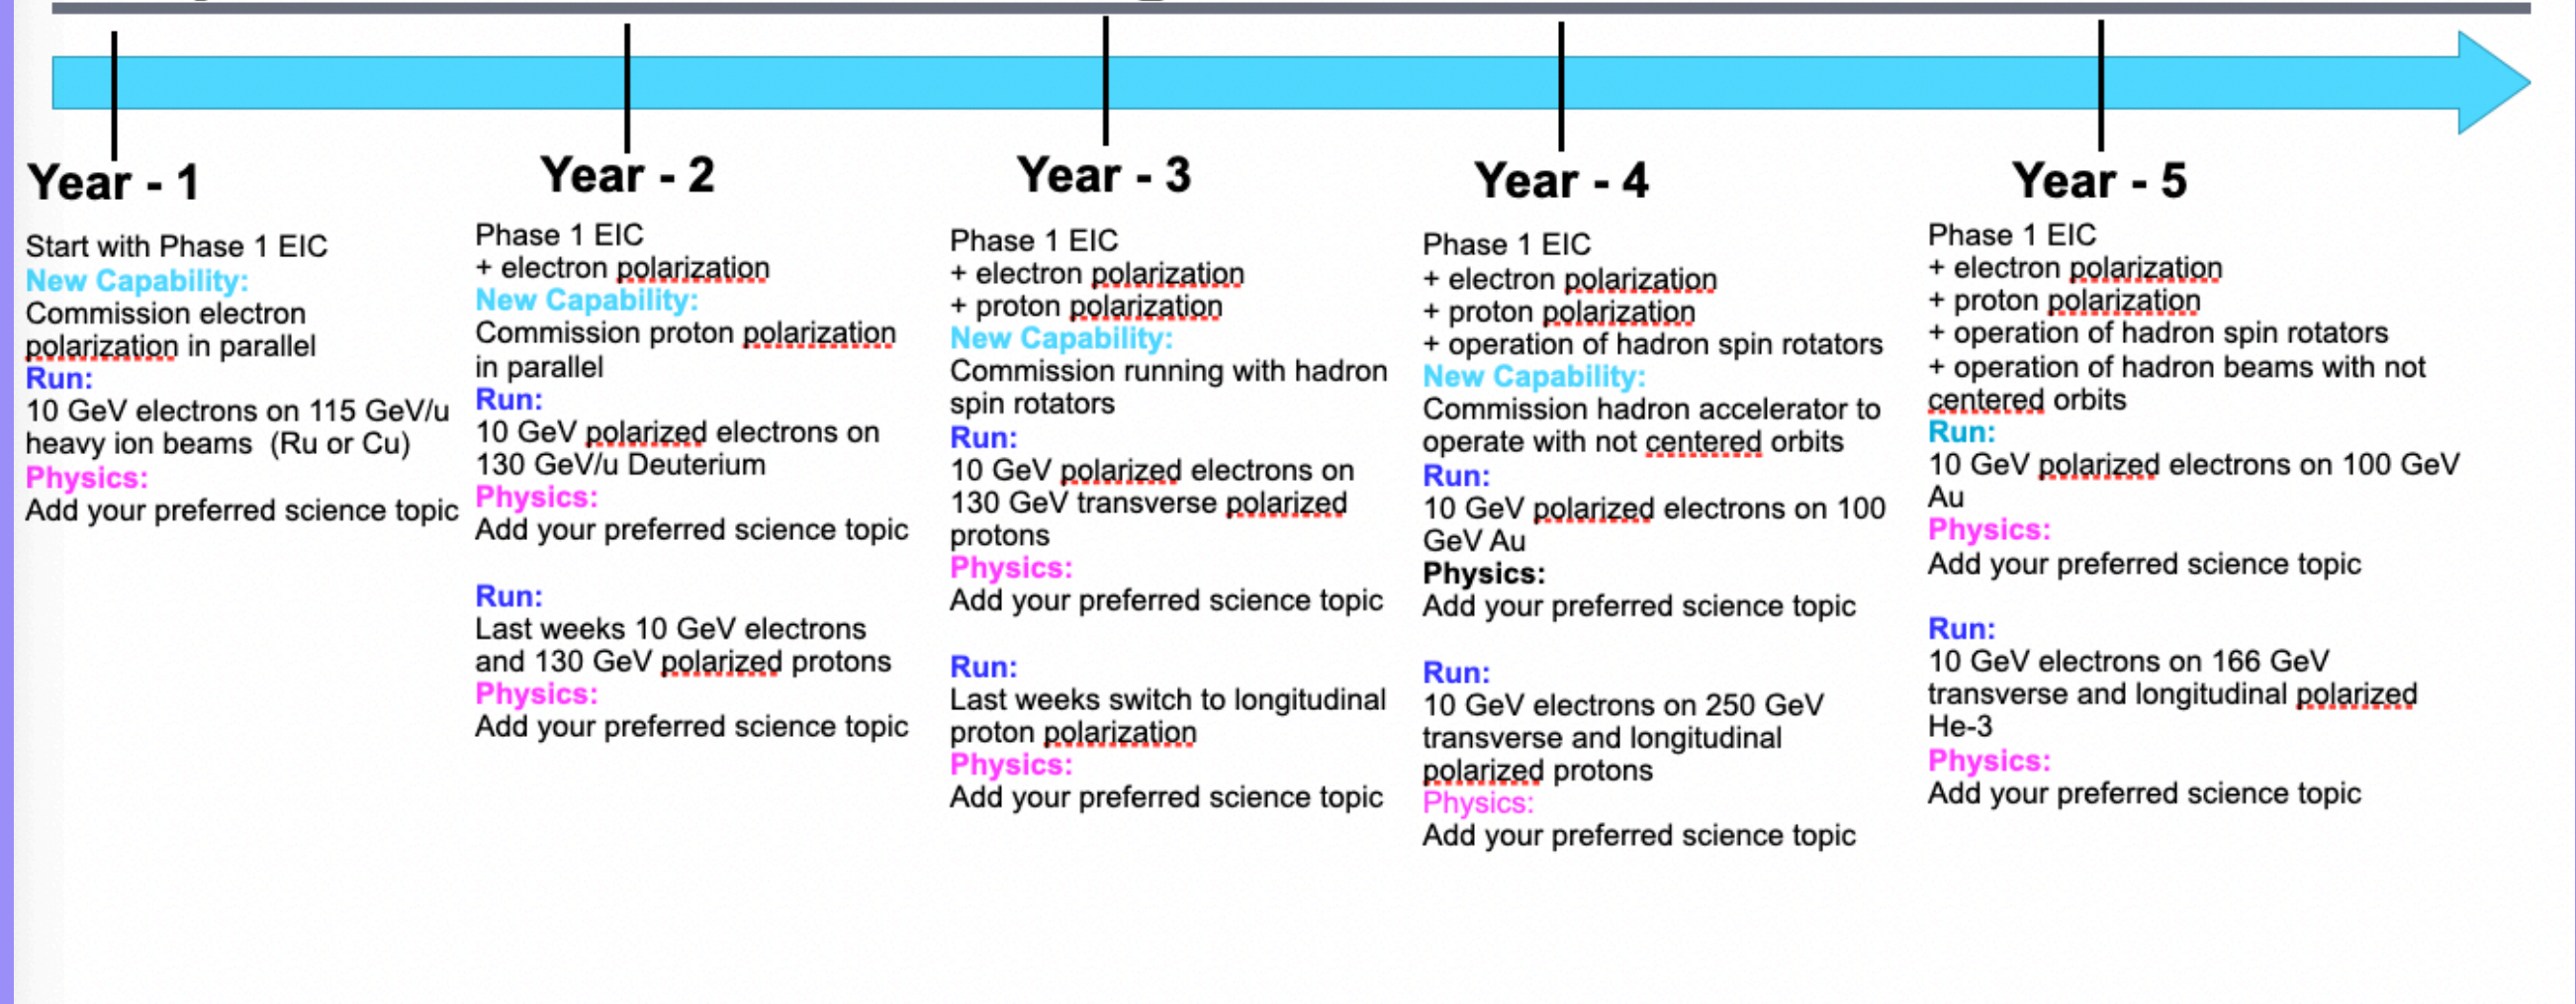 Year - 1
Start with Phase 1 EIC
New Capability:
Commission electron
polarization in parallel
Run:
10 GeV electrons on 115 GeV/u
heavy ion beams  (Ru or Cu)
Physics:
Add your preferred science topic
Year - 2
Phase 1 EIC
+ electron polarization
New Capability:
Commission proton polarization
in parallel
Run:
10 GeV polarized electrons on
130 GeV/u Deuterium
Physics:
Add your preferred science topic
Run:
Last weeks 10 GeV electrons
and 130 GeV polarized protons
Physics:
Add your preferred science topic
Year - 3
Phase 1 EIC
+ electron polarization
+ proton polarization
New Capability:
Commission running with hadron
spin rotators
Run:
10 GeV polarized electrons on
130 GeV transverse polarized
protons
Physics:
Add your preferred science topic
Run:
Last weeks switch to longitudinal
proton polarization
Physics:
Add your preferred science topic
Year - 4
Phase 1 EIC
+ electron polarization
+ proton polarization
+ operation of hadron spin rotators
New Capability:
Commission hadron accelerator to
operate with not centered orbits
Run:
10 GeV polarized electrons on 100
GeV Au
Physics:
Add your preferred science topic
Run:
10 GeV electrons on 250 GeV
transverse and longitudinal
polarized protons
Physics:
Add your preferred science topic
Year - 5
Phase 1 EIC
+ electron polarization
+ proton polarization
+ operation of hadron spin rotators
+ operation of hadron beams with not
centered orbits
Run:
10 GeV polarized electrons on 100 GeV
Au
Physics:
Add your preferred science topic
Run:
10 GeV electrons on 166 GeV
transverse and longitudinal polarized
He-3
Physics:
Add your preferred science topic